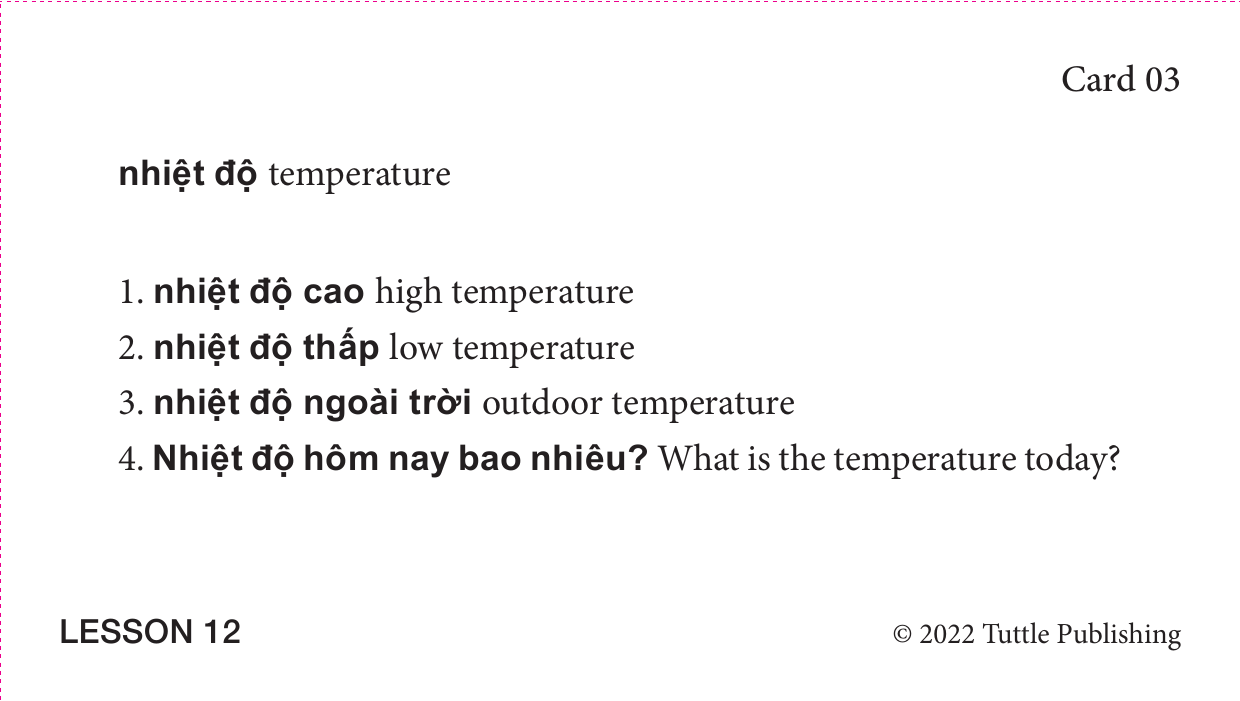 Card 03
nhiệt độ temperature
1. nhiệt độ cao high temperature
2. nhiệt độ thấp low temperature
3. nhiệt độ ngoài trời outdoor temperature
4. Nhiệt độ hôm nay bao nhiêu? What is the temperature today?
LESSON 12
© 2022 Tuttle Publishing